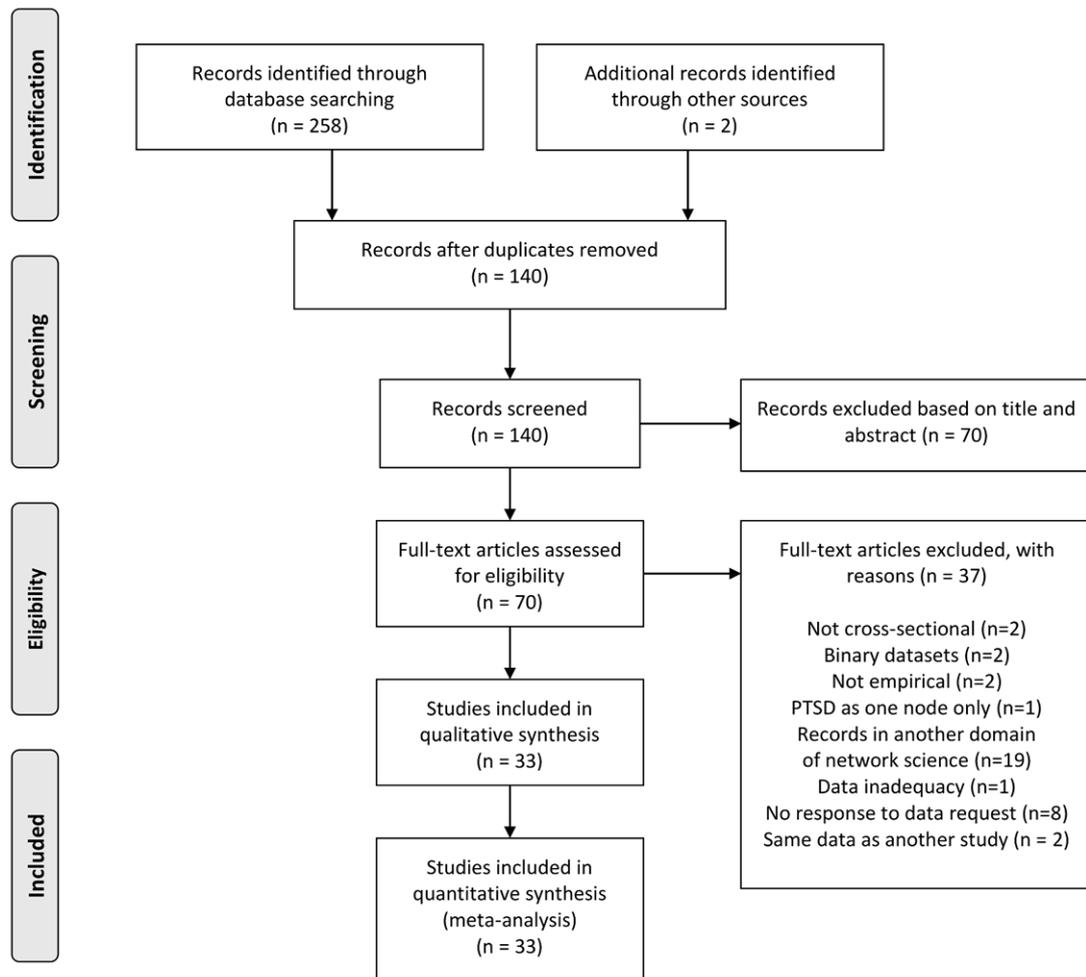 Identification
Records identified through
database searching
(n = 258)
Additional records identified
through other sources
(n = 2)
Records after duplicates removed
(n = 140)
Screening
Records screened
(n = 140)
Records excluded based on title and
abstract (n = 70)
Eligibility
Full-text articles assessed
for eligibility
(n = 70)
Full-text articles excluded, with
reasons (n = 37)
Not cross-sectional (n=2)
Binary datasets (n=2)
Not empirical (n=2)
PTSD as one node only (n=1)
Records in another domain
of network science (n=19)
Data inadequacy (n=1)
No response to data request (n=8)
Same data as another study (n = 2)
Studies included in
qualitative synthesis
(n = 33)
Included
Studies included in
quantitative synthesis
(meta-analysis)
(n = 33)